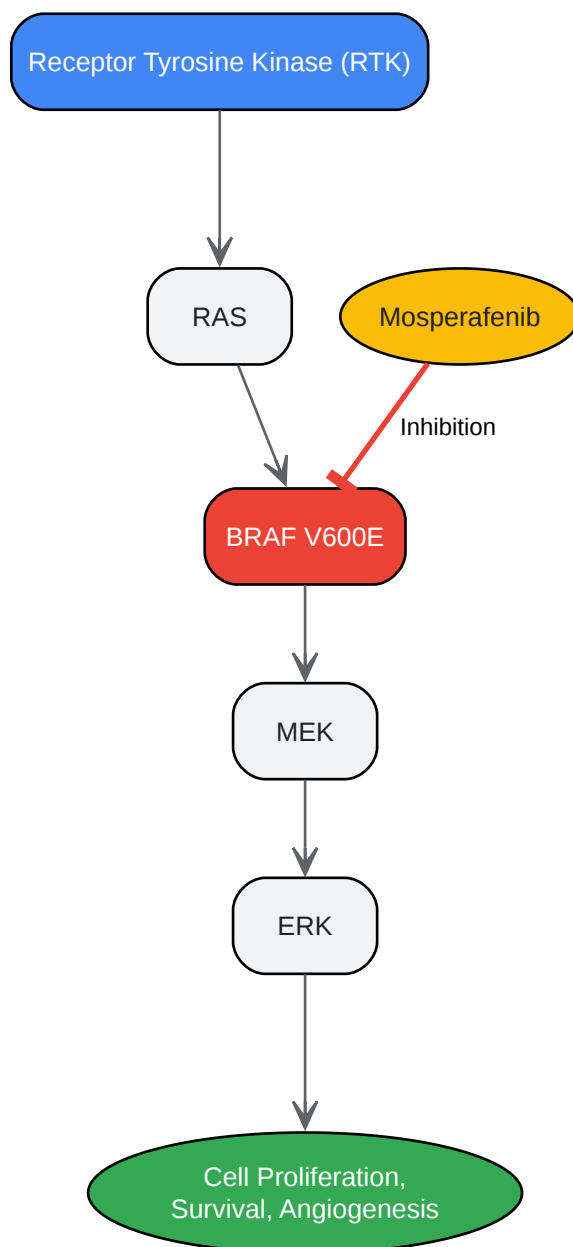 Receptor Tyrosine Kinase (RTK)
RAS
Mosperafenib
Inhibition
BRAF V600E
MEK
ERK
Cell Proliferation,
Survival, Angiogenesis